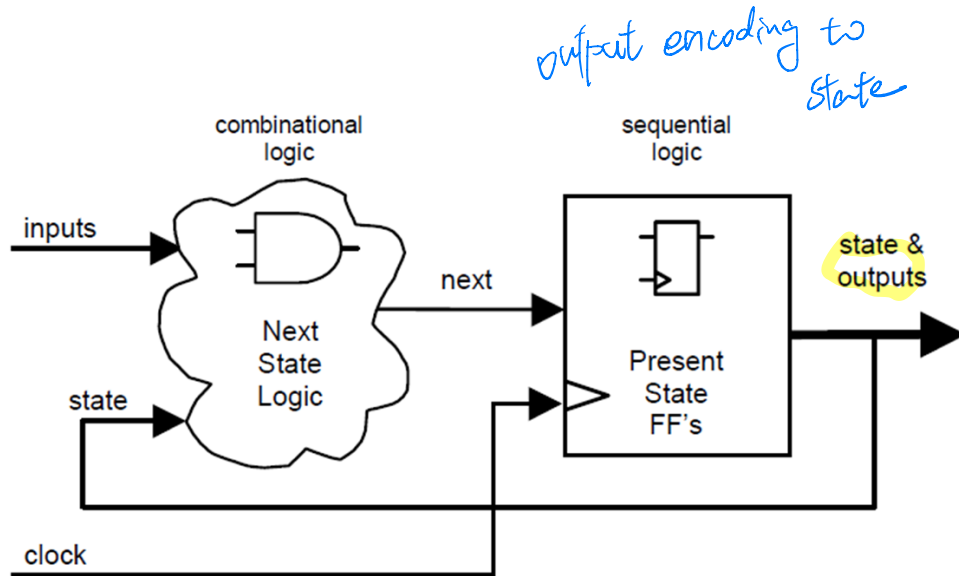 output encoding to
state
combinational
logic
sequential
logic
inputs
state &
outputs
next
Next
State
Logic
Present
State
FF's
state
clock